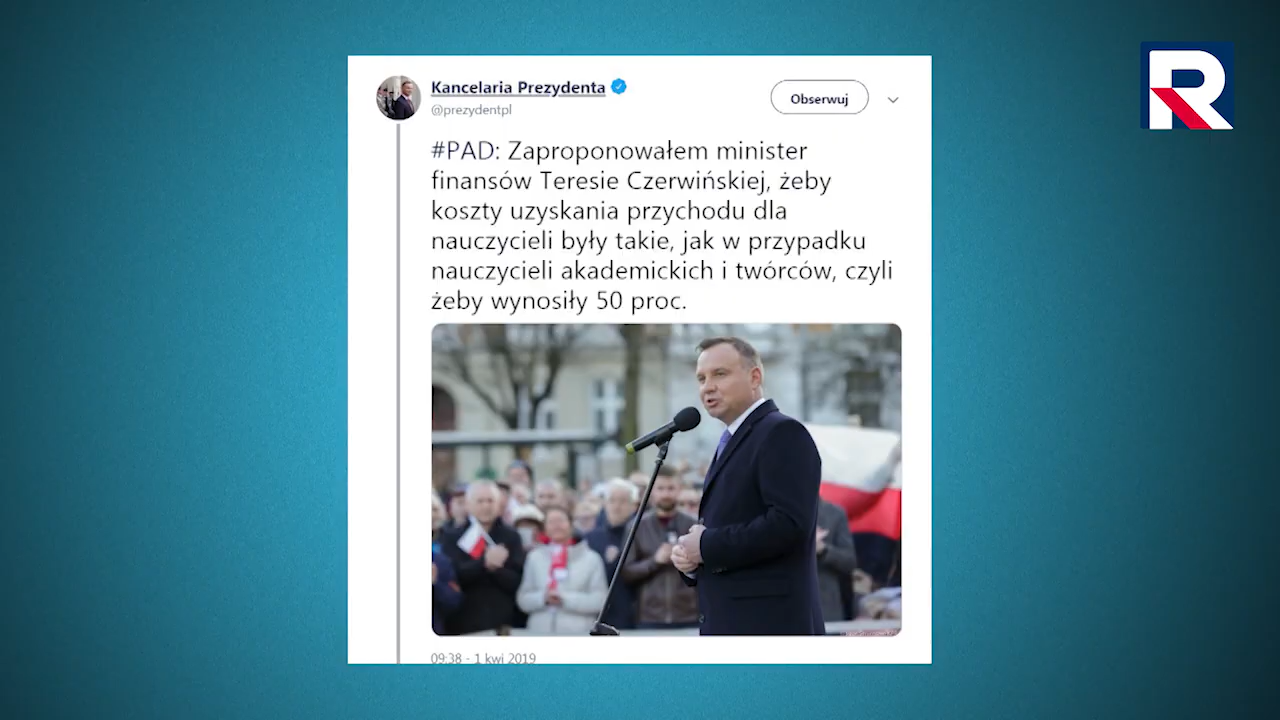 Kancelaria Prezydenta
@prezydentpl
Obserwuj
#PAD: Zaproponowałem minister
finansów Teresie Czerwińskiej, żeby
koszty uzyskania przychodu dla
nauczycieli były takie, jak w przypadku
nauczycieli akademickich i twórców, czyli
żeby wynosiły 50 proc.
09:38 - 1 kwi 2019
R